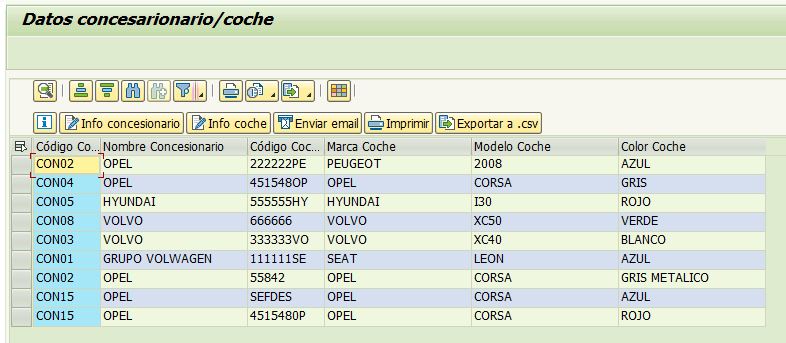 Datos concesarionario/coche
Info concesionario Info coche Enviar email Imprimir Exportar a .csv
Código Co... Nombre Concesionario Código Coc... Marca Coche Modelo Coche Color Coche
CON02 OPEL 222222PE PEUGEOT 2008 AZUL
CON04 OPEL 451548OP OPEL CORSA GRIS
CON05 HYUNDAI 555555HY HYUNDAI I30 ROJO
CON08 VOLVO 666666 VOLVO XC50 VERDE
CON03 VOLVO 333333VO VOLVO XC40 BLANCO
CON01 GRUPO VOLWAGEN 111111SE SEAT LEON AZUL
CON02 OPEL 55842 OPEL CORSA GRIS METALICO
CON15 OPEL SEFDES OPEL CORSA AZUL
CON15 OPEL 4515480P OPEL CORSA ROJO